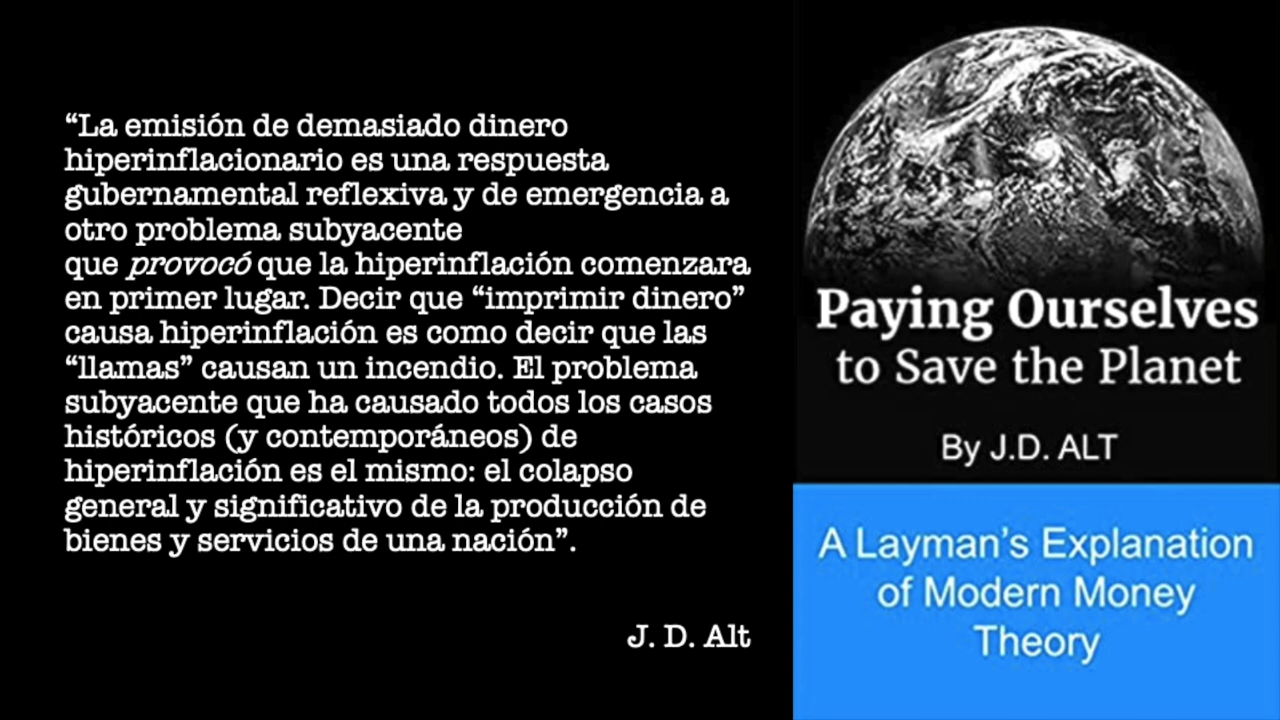 “La emisión de demasiado dinero
hiperinflacionario es una respuesta
gubernamental reflexiva y de emergencia a
otro problema subyacente
que provocó que la hiperinflación comenzara
en primer lugar. Decir que “imprimir dinero”
causa hiperinflación es como decir que las
“llamas” causan un incendio. El problema
subyacente que ha causado todos los casos
históricos (y contemporáneos) de
hiperinflación es el mismo: el colapso
general y significativo de la producción de
bienes y servicios de una nación”.
J. D. Alt
Paying Ourselves
to Save the Planet
By J.D. ALT
A Layman’s Explanation
of Modern Money
Theory